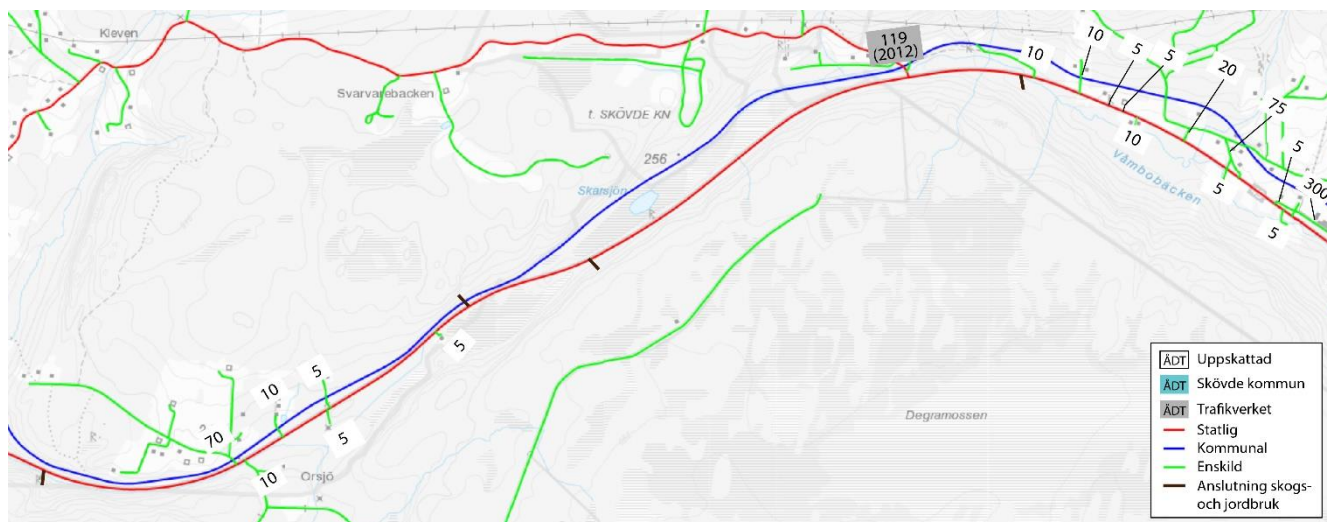 Kleven
119
(2012)
10
10
5
5
20
Svarvarebacken
t. SKÖVDE KN
75
10
256
5
Våmbobäcken
5
Skarsjön
300
5
5
5
10
70
5
10
Orsjö
Degramossen
ÅDT Uppskattad
ÅDT Skövde kommun
ÅDT Trafikverket
Statlig
Kommunal
Enskild
Anslutning skogs-
och jordbruk